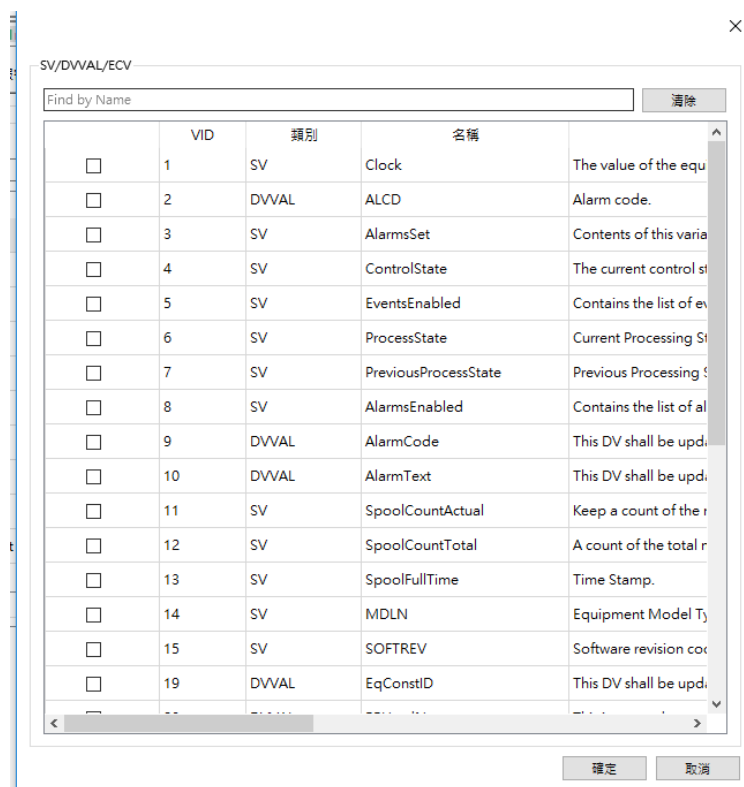 SV/DVVAL/ECV
Find by Name 清除
VID 類別 名稱
1 SV Clock The value of the equ
2 DVVAL ALCD Alarm code.
3 SV AlarmsSet Contents of this varia
4 SV ControlState The current control st
5 SV EventsEnabled Contains the list of ev
6 SV ProcessState Current Processing St
7 SV PreviousProcessState Previous Processing S
8 SV AlarmsEnabled Contains the list of al
9 DVVAL AlarmCode This DV shall be upda
10 DVVAL AlarmText This DV shall be upda
11 SV SpoolCountActual Keep a count of the
12 SV SpoolCountTotal A count of the total
13 SV SpoolFullTime Time Stamp.
14 SV MDLN Equipment Model Ty
15 SV SOFTREV Software revision cod
19 DVVAL EqConstID This DV shall be upda
確定 取消